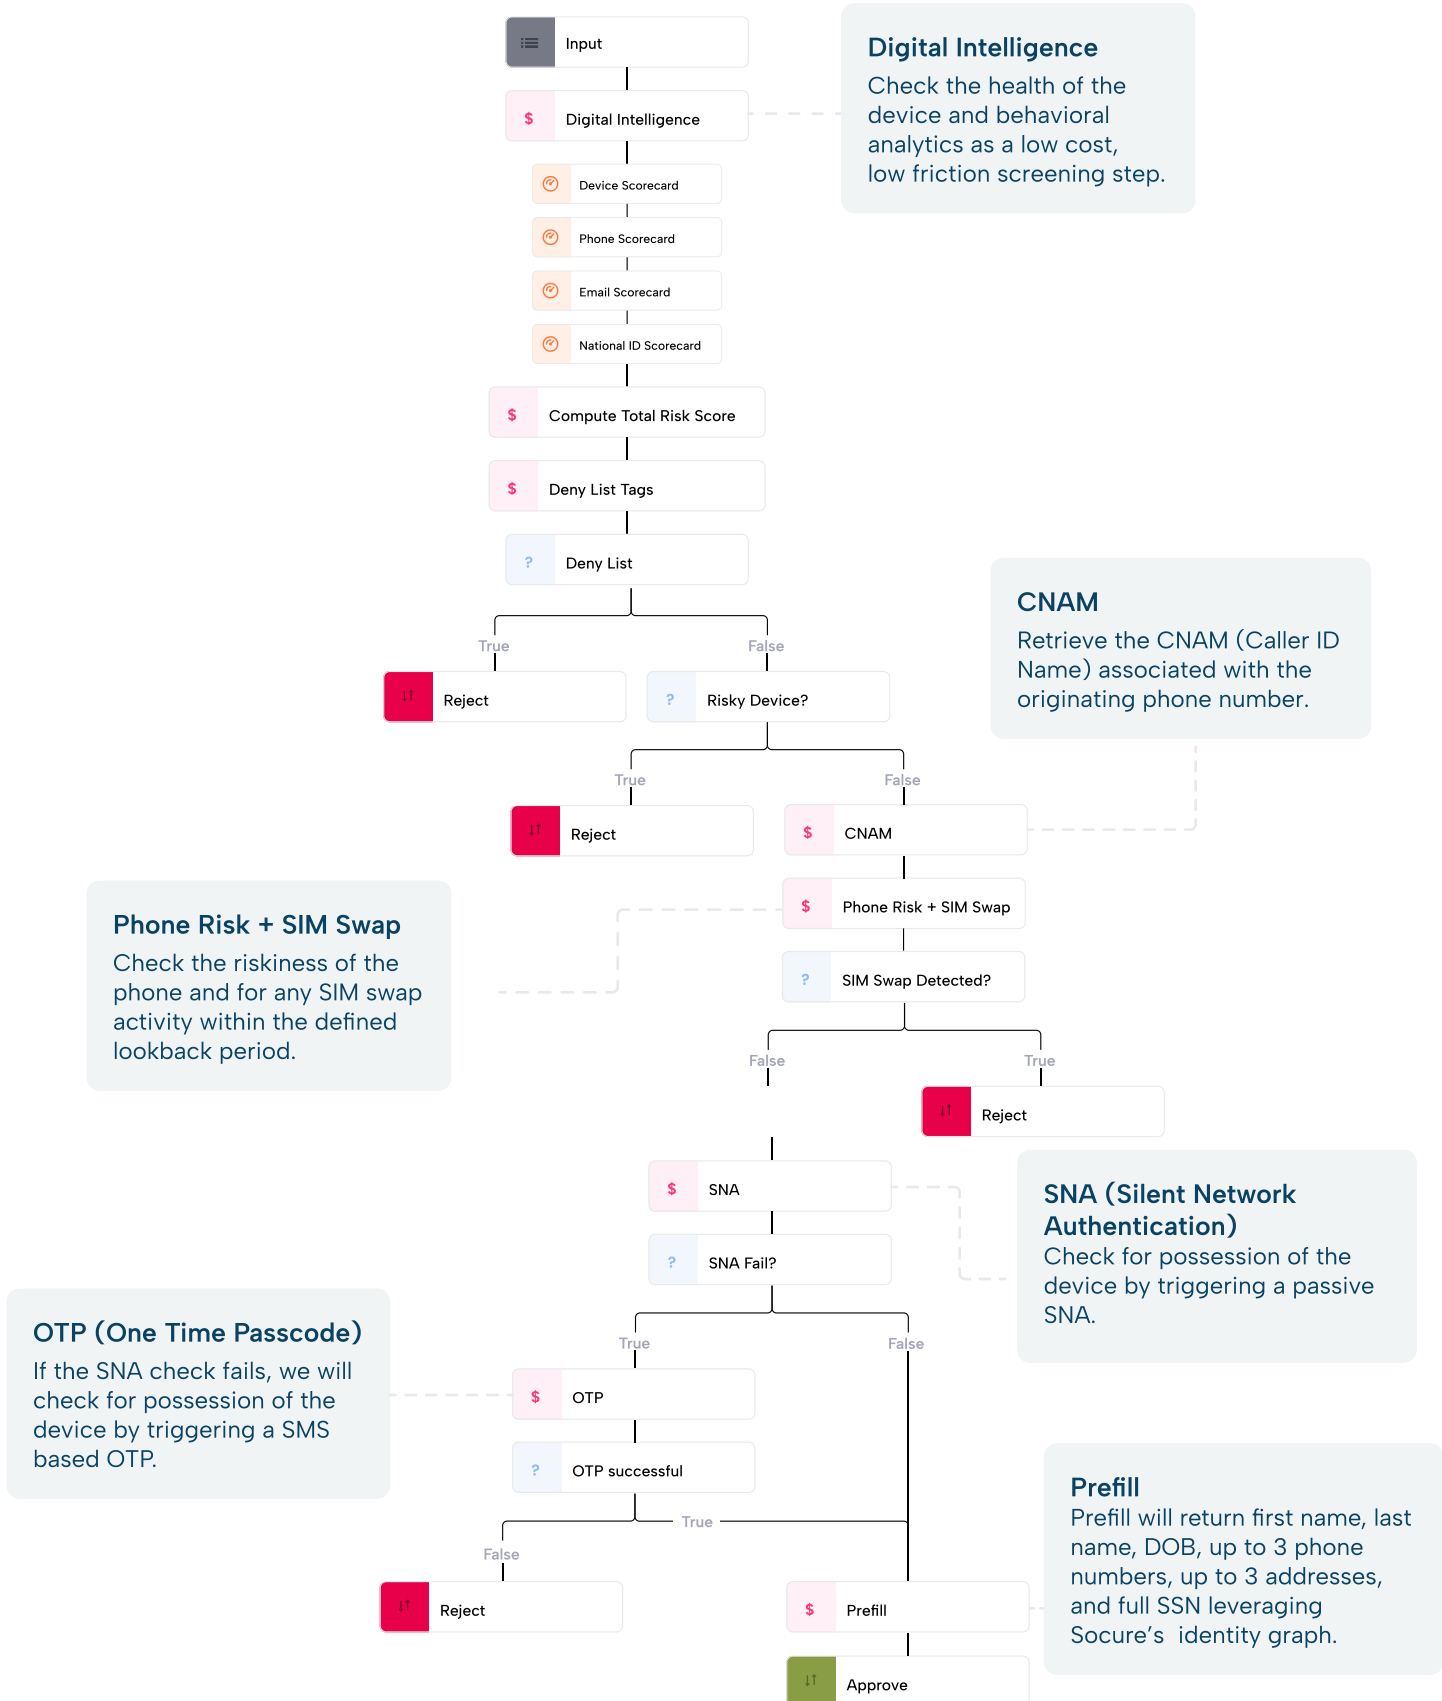 Input
Digital Intelligence
Check the health of the
device and behavioral
analytics as a low cost,
low friction screening step.
$ Digital Intelligence
Device Scorecard
Phone Scorecard
Email Scorecard
National ID Scorecard
$ Compute Total Risk Score
$ Deny List Tags
? Deny List
True
False
CNAM
Retrieve the CNAM (Caller ID
Name) associated with the
originating phone number.
Reject
? Risky Device?
True
False
Reject
$ CNAM
Phone Risk + SIM Swap
Check the riskiness of the
phone and for any SIM swap
activity within the defined
lookback period.
$ Phone Risk + SIM Swap
? SIM Swap Detected?
False
True
Reject
$ SNA
SNA (Silent Network
Authentication)
Check for possession of the
device by triggering a passive
SNA.
? SNA Fail?
True
False
OTP (One Time Passcode)
If the SNA check fails, we will
check for possession of the
device by triggering a SMS
based OTP.
$ OTP
? OTP successful
True
False
Prefill
Prefill will return first name, last
name, DOB, up to 3 phone
numbers, up to 3 addresses,
and full SSN leveraging
Socure’s  identity graph.
Reject
$ Prefill
Approve